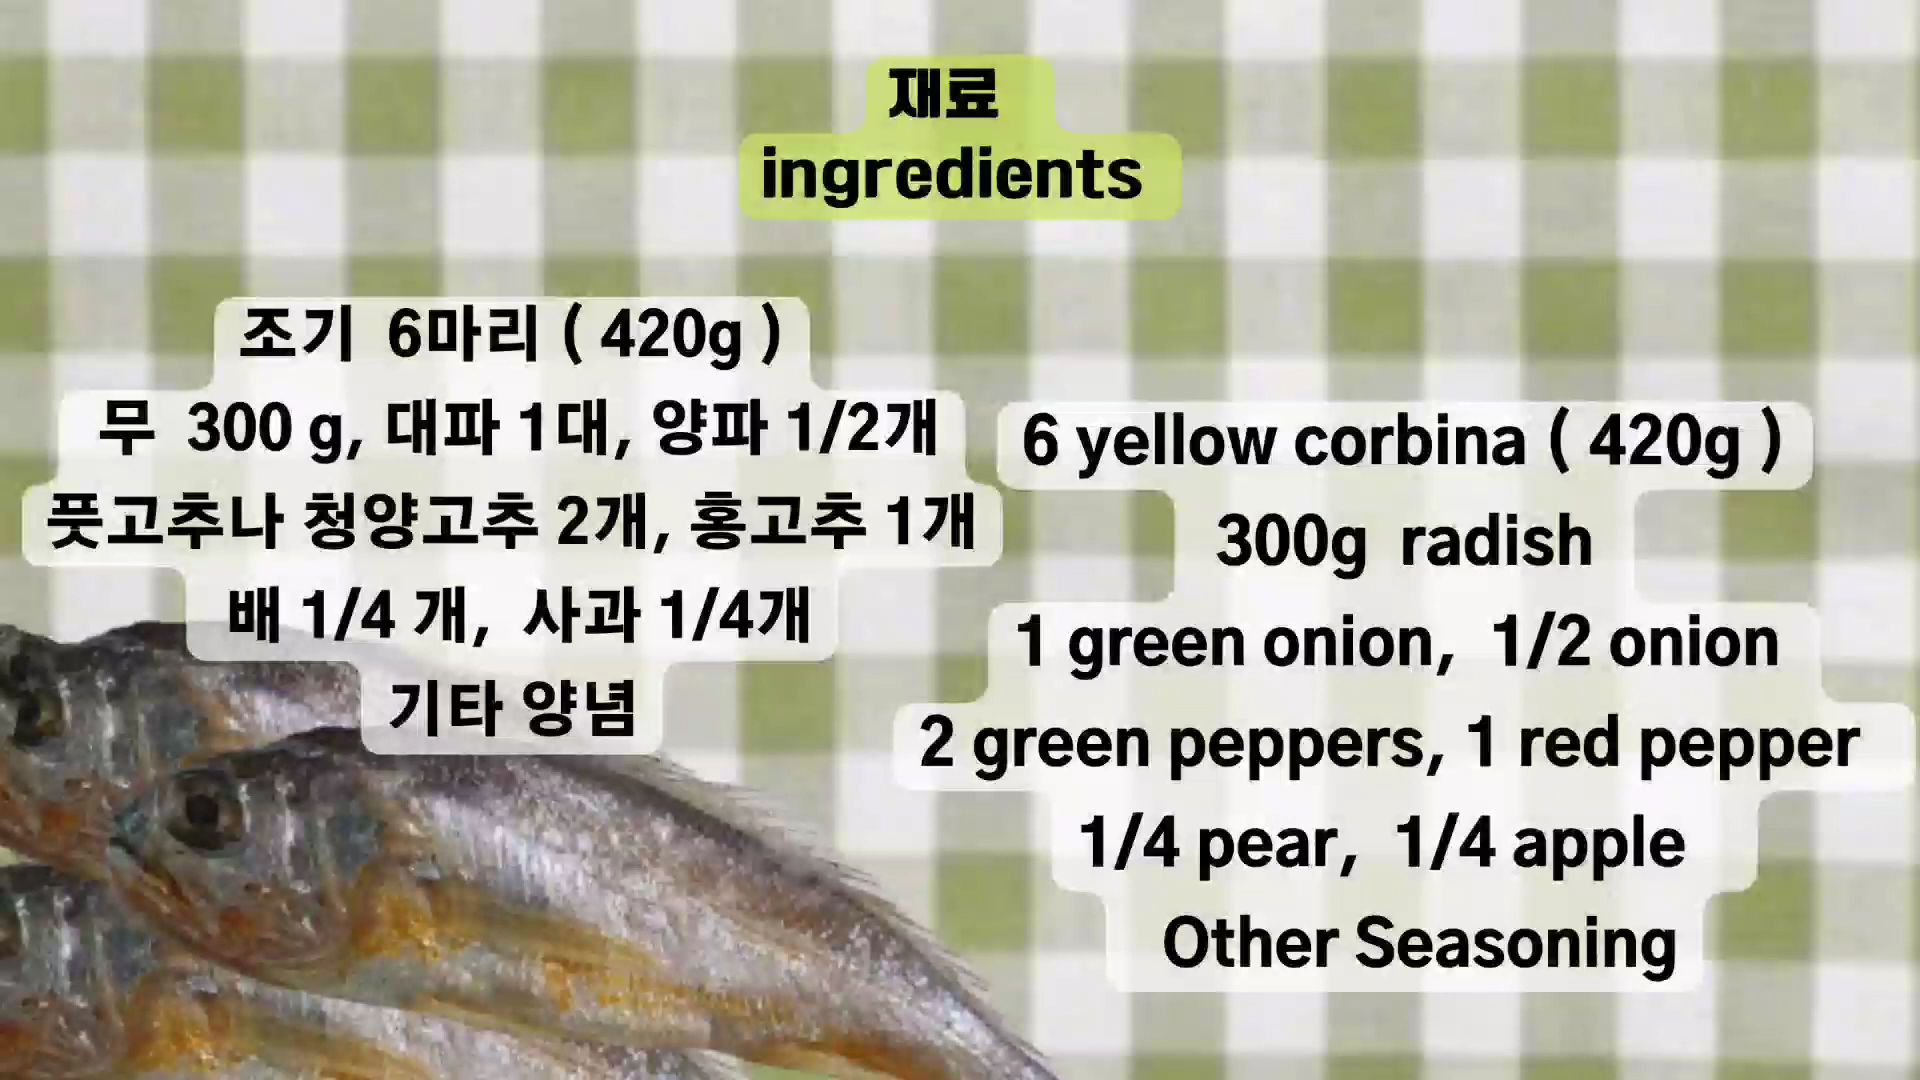 재료
ingredients
조기 6마리 ( 420g )
무 300 g, 대파 1대, 양파 1/2개
풋고추나 청양고추 2개, 홍고추 1개
배 1/4 개, 사과 1/4개
기타 양념
6 yellow corbina ( 420g )
300g radish
1 green onion, 1/2 onion
2 green peppers, 1 red pepper
1/4 pear, 1/4 apple
Other Seasoning